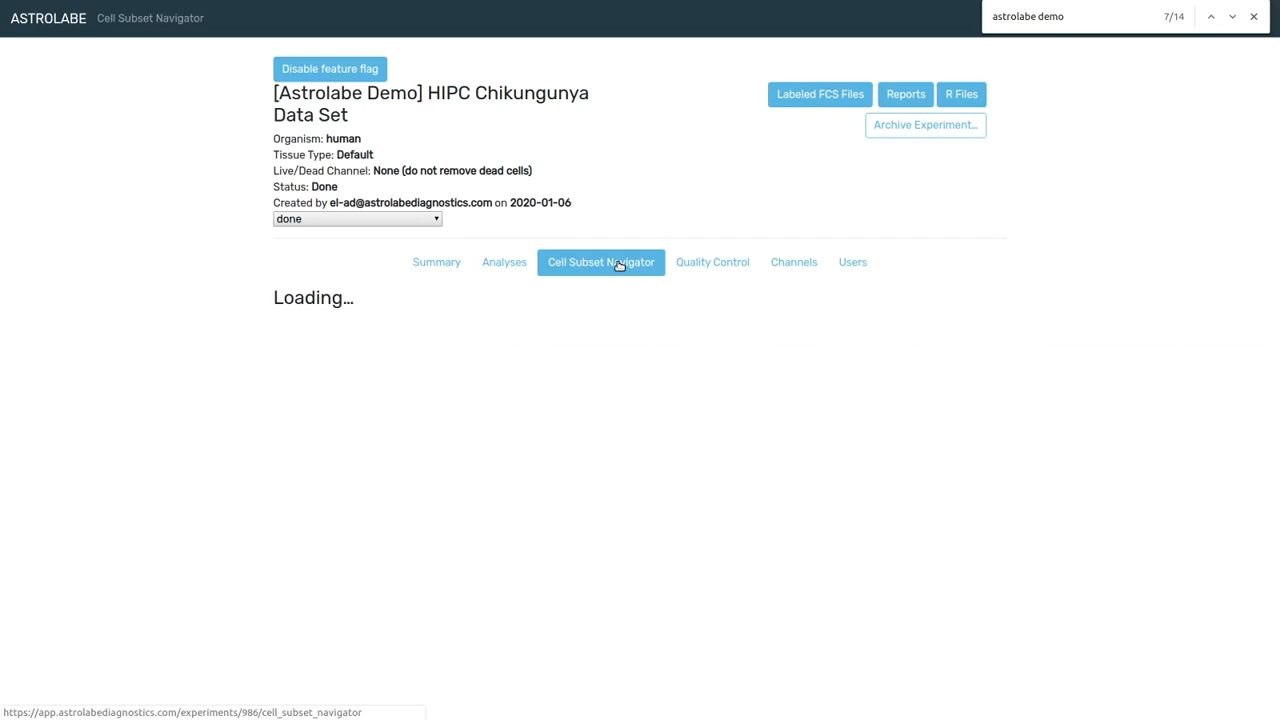 ASTROLABE Cell Subset Navigator
astrolabe demo 7/14
Disable feature flag
[Astrolabe Demo] HIPC Chikungunya
Data Set
Labeled FCS Files Reports R Files
Archive Experiment...
Organism: human
Tissue Type: Default
Live/Dead Channel: None (do not remove dead cells)
Status: Done
Created by el-ad@astrolabediagnostics.com on 2020-01-06
done
Summary Analyses Cell Subset Navigator Quality Control Channels Users
Loading...
https://app.astrolabediagnostics.com/experiments/986/cell_subset_navigator